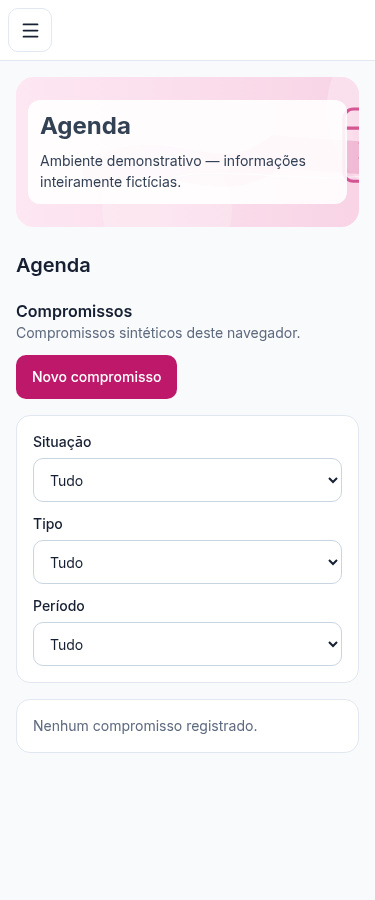 Agenda
Ambiente demonstrativo — informações
inteiramente fictícias.
Agenda
Compromissos
Compromissos sintéticos deste navegador.
Novo compromisso
Situação
Tudo
Tipo
Tudo
Período
Tudo
Nenhum compromisso registrado.